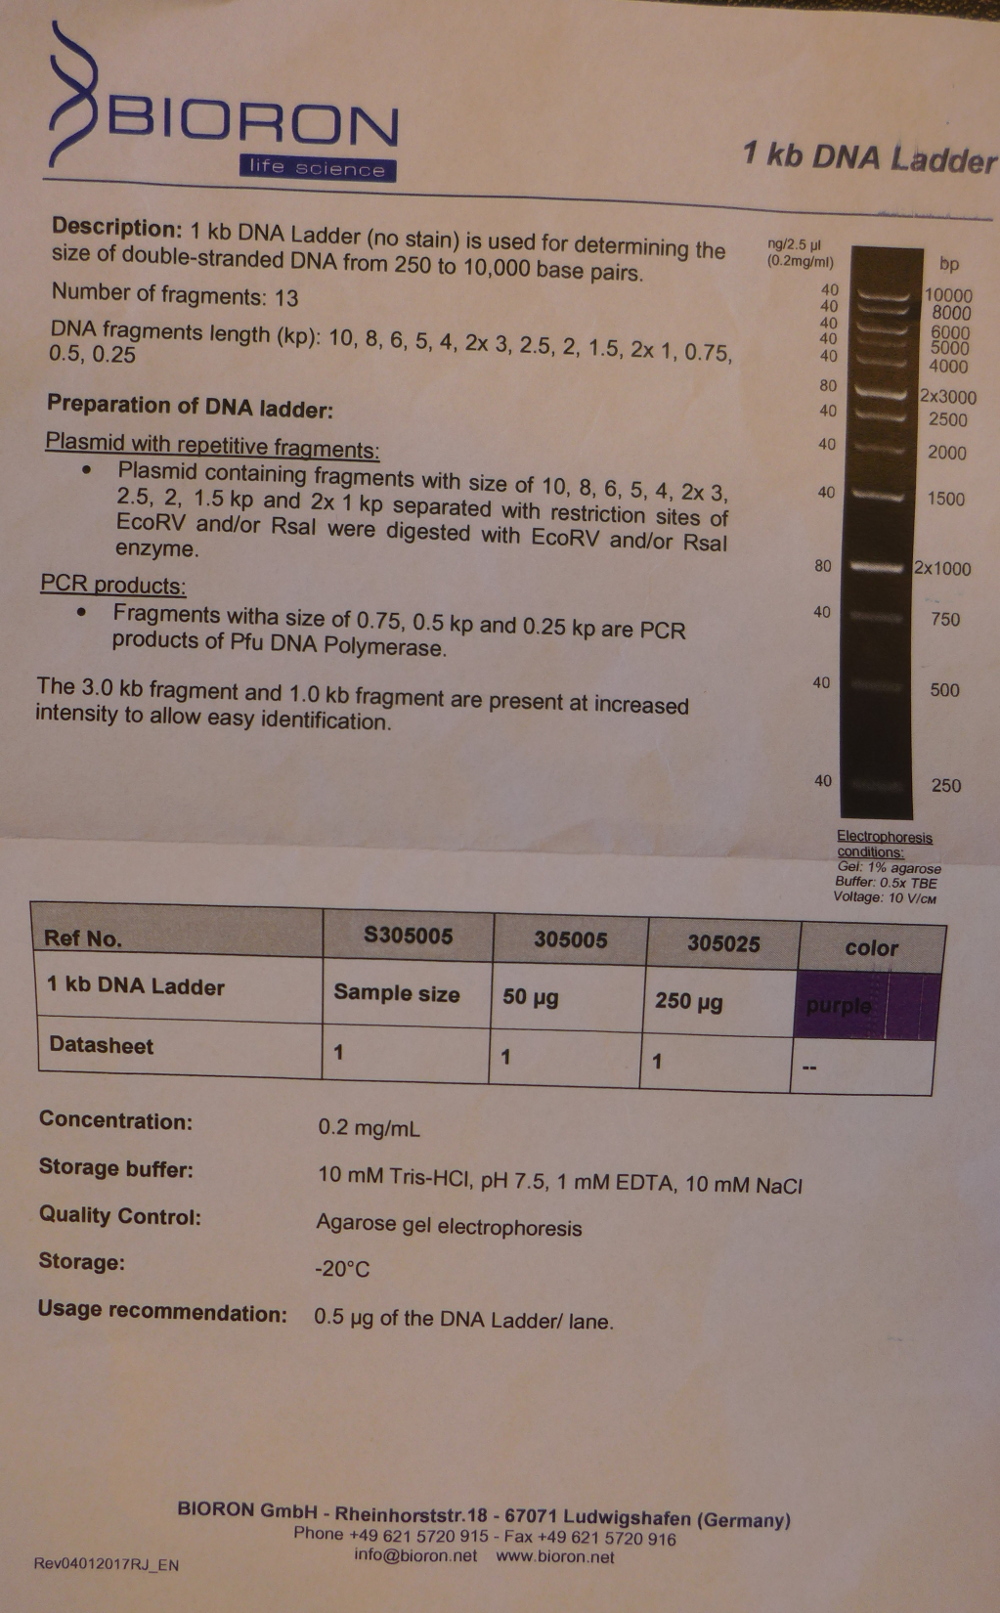 BIORON
life science
1 kb DNA Ladder
Description: 1 kb DNA Ladder (no stain) is used for determining the
size of double-stranded DNA from 250 to 10,000 base pairs.
Number of fragments: 13
DNA fragments length (kp): 10, 8, 6, 5, 4, 2x 3, 2.5, 2, 1.5, 2x 1, 0.75,
0.5, 0.25
Preparation of DNA ladder:
Plasmid with repetitive fragments:
• Plasmid containing fragments with size of 10, 8, 6, 5, 4, 2x 3,
2.5, 2, 1.5 kp and 2x 1 kp separated with restriction sites of
EcoRV and/or RsaI were digested with EcoRV and/or RsaI
enzyme.
PCR products:
• Fragments witha size of 0.75, 0.5 kp and 0.25 kp are PCR
products of Pfu DNA Polymerase.
The 3.0 kb fragment and 1.0 kb fragment are present at increased
intensity to allow easy identification.
ng/2.5 µl
(0.2mg/ml)
bp
40 10000
40 8000
40 6000
40 5000
40 4000
80 2x3000
40 2500
40 2000
40 1500
80 2x1000
40 750
40 500
40 250
Electrophoresis
conditions:
Gel: 1% agarose
Buffer: 0.5x TBE
Voltage: 10 V/cм
Ref No. S305005 305005 305025 color
1 kb DNA Ladder Sample size 50 µg 250 µg purple
Datasheet 1 1 1 --
Concentration: 0.2 mg/mL
Storage buffer: 10 mM Tris-HCl, pH 7.5, 1 mM EDTA, 10 mM NaCl
Quality Control: Agarose gel electrophoresis
Storage: -20°C
Usage recommendation: 0.5 µg of the DNA Ladder/ lane.
BIORON GmbH - Rheinhorststr.18 - 67071 Ludwigshafen (Germany)
Phone +49 621 5720 915 - Fax +49 621 5720 916
info@bioron.net www.bioron.net
Rev04012017RJ_EN